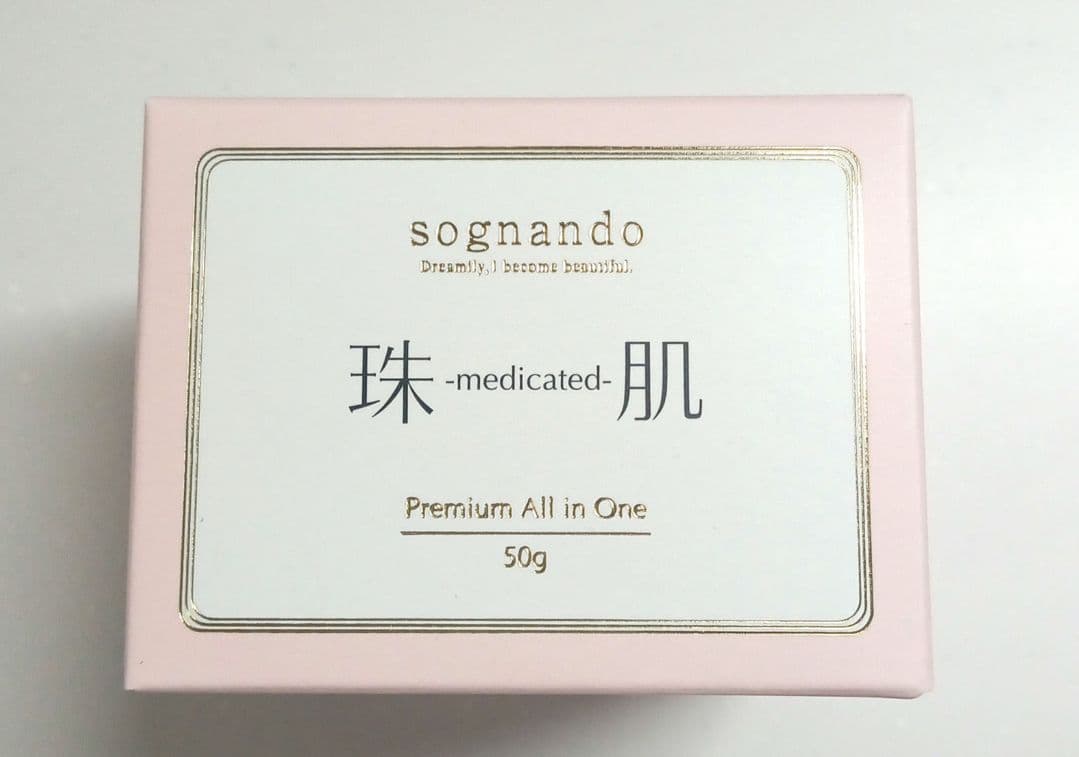 sognando
Dreamily,I become beautiful.
珠 -medicated- 肌
Premium All in One
50g